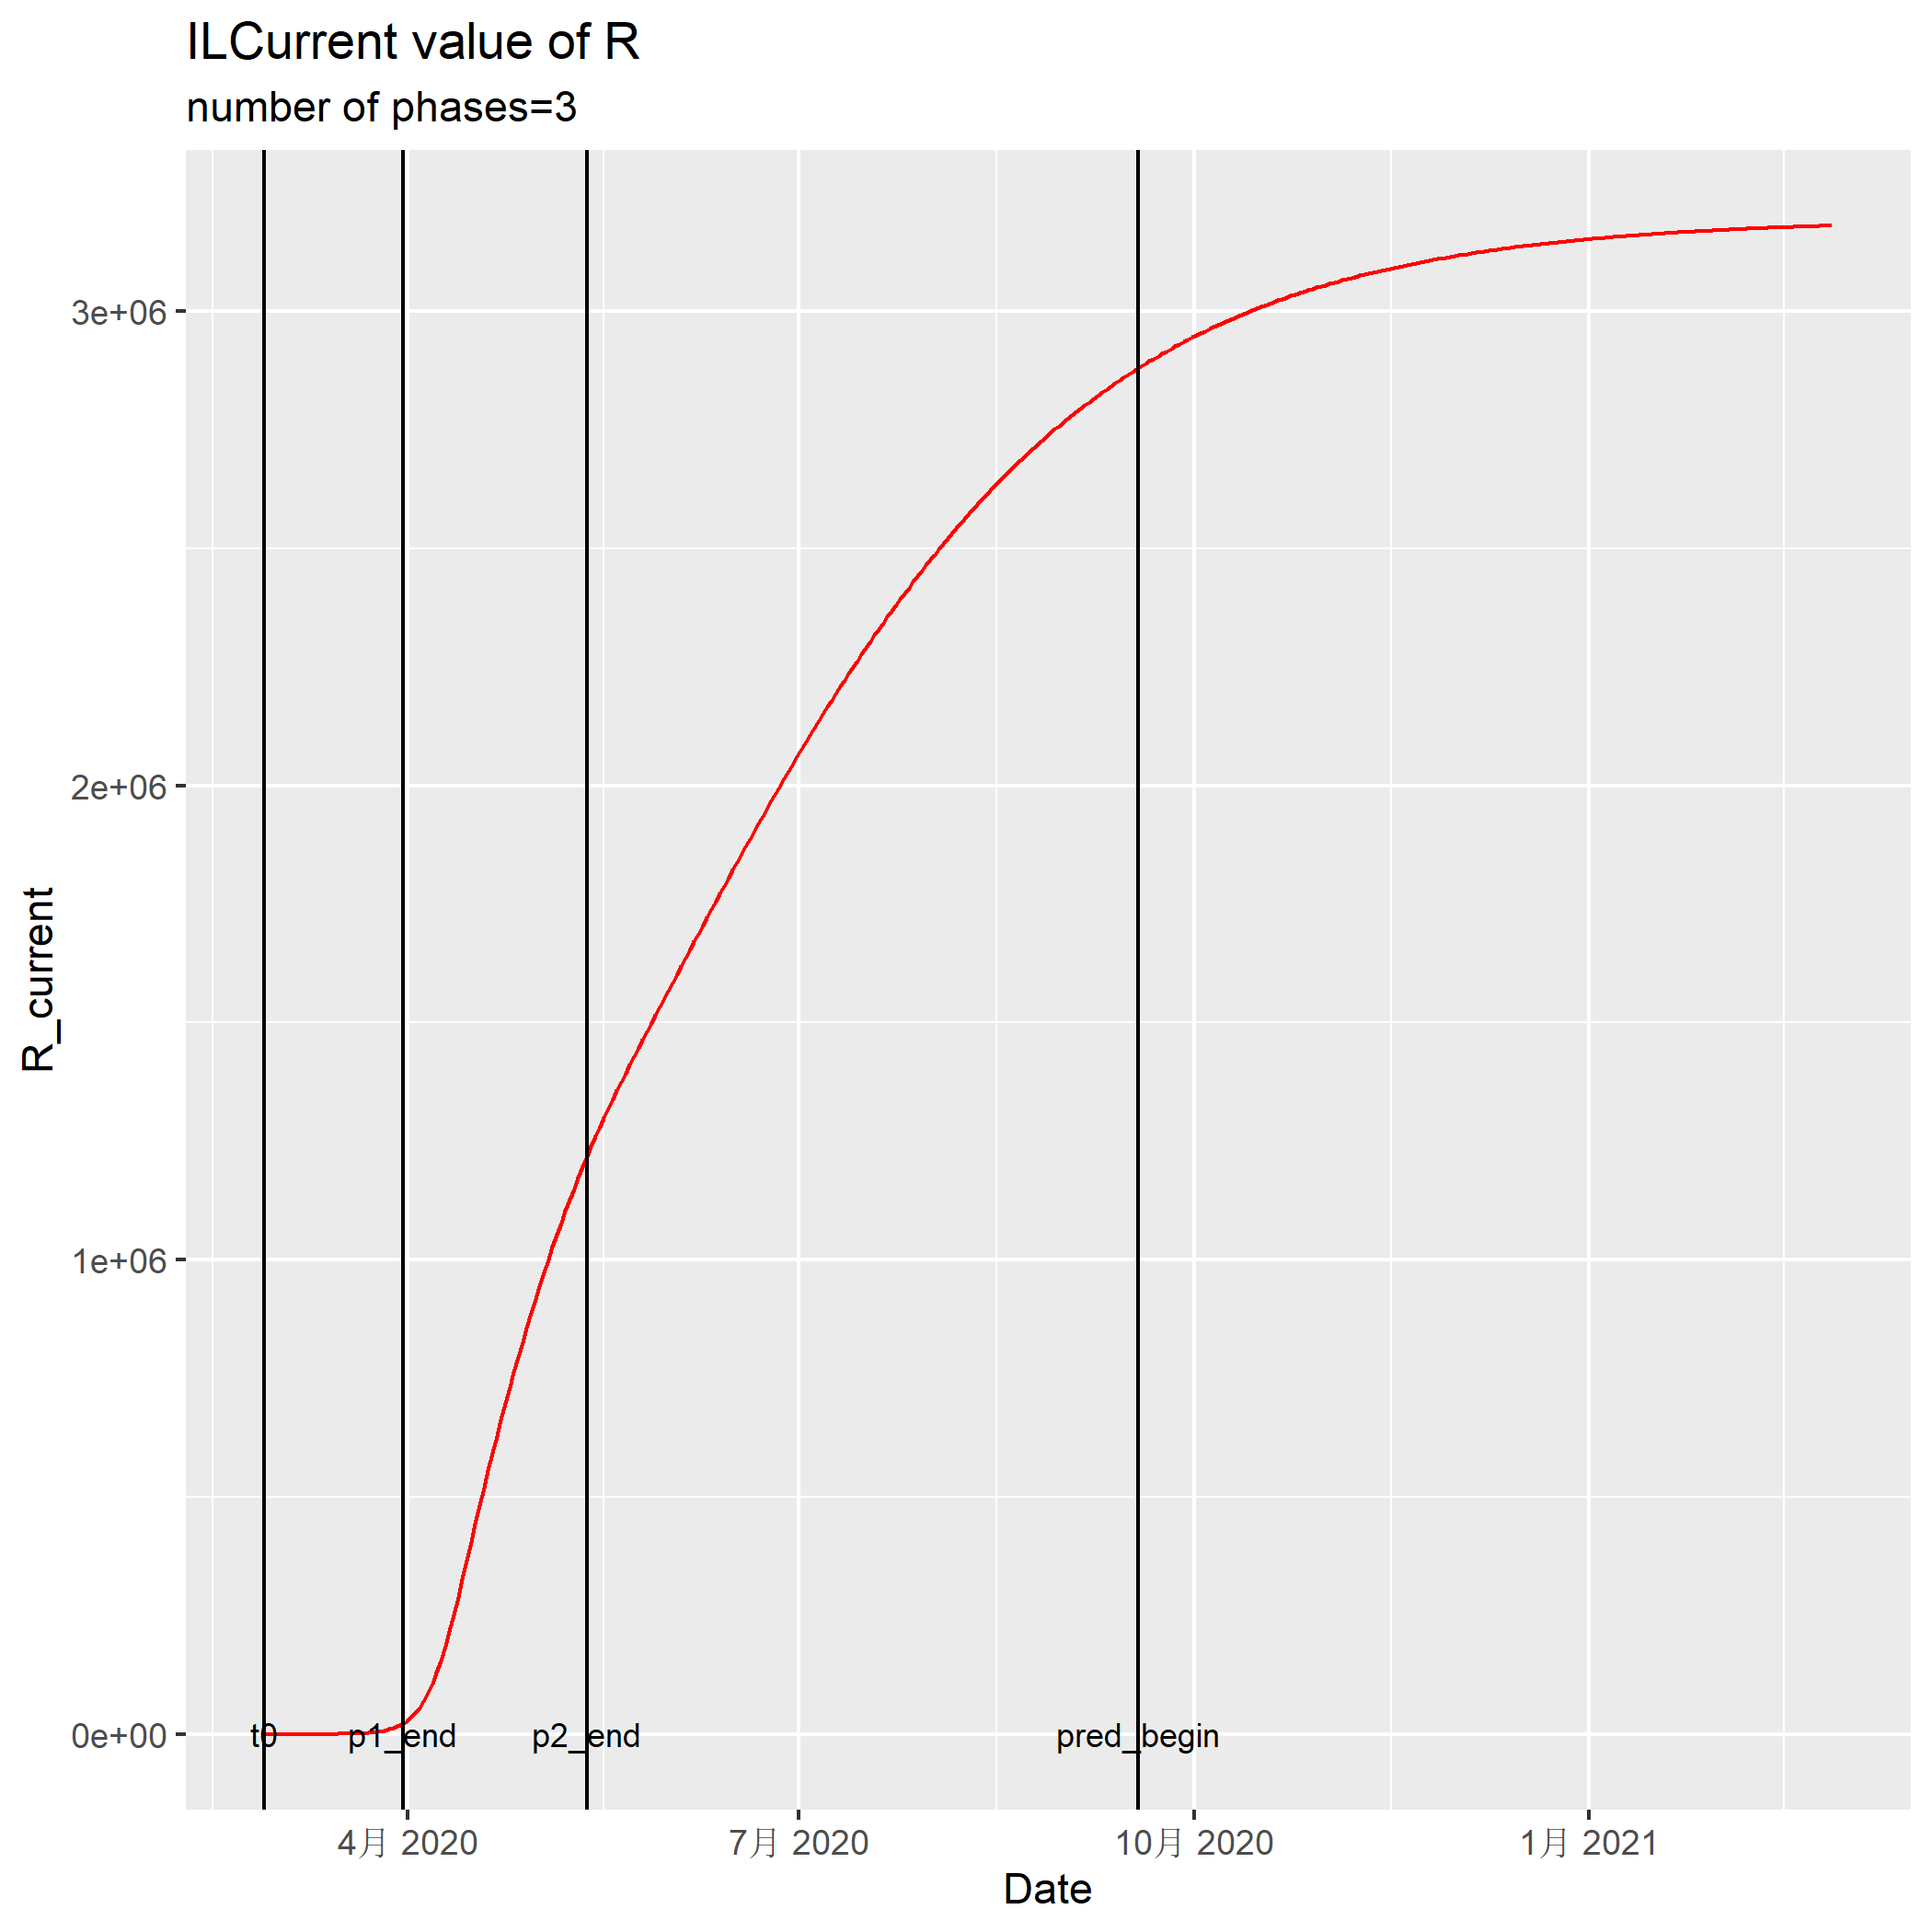 ILCurrent value of R
number of phases=3
R_current
3e+06
2e+06
1e+06
0e+00
t0
p1_end
p2_end
pred_begin
4月 2020
7月 2020
10月 2020
1月 2021
Date